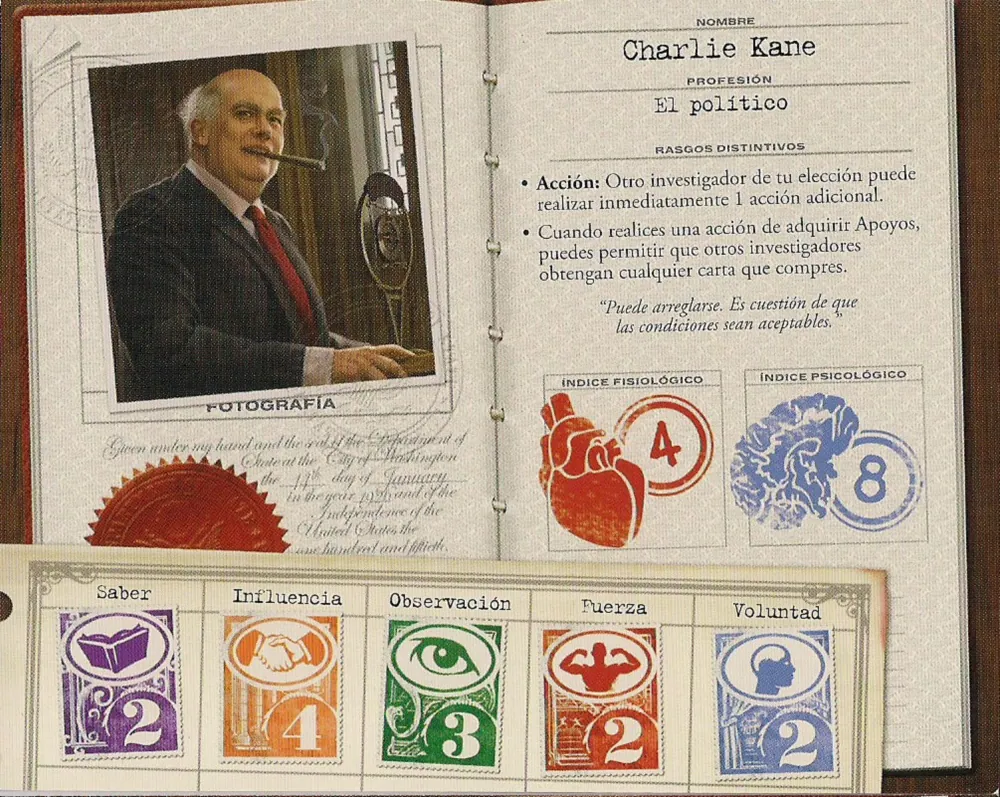 NOMBRE
Charlie Kane
PROFESIÓN
El político
RASGOS DISTINTIVOS
• Acción: Otro investigador de tu elección puede
realizar inmediatamente 1 acción adicional.
• Cuando realices una acción de adquirir Apoyos,
puedes permitir que otros investigadores
obtengan cualquier carta que compres.
“Puede arreglarse. Es cuestión de que
las condiciones sean aceptables.”
ÍNDICE FISIOLÓGICO
4
ÍNDICE PSICOLÓGICO
8
FOTOGRAFÍA
Given under my hand and the seal of the Department of
State at the City of Washington
the 14th day of January
in the year 1926 and of the
Independence of the
United States the
one hundred and fiftieth.
Saber
2
Influencia
4
Observación
3
Fuerza
2
Voluntad
2